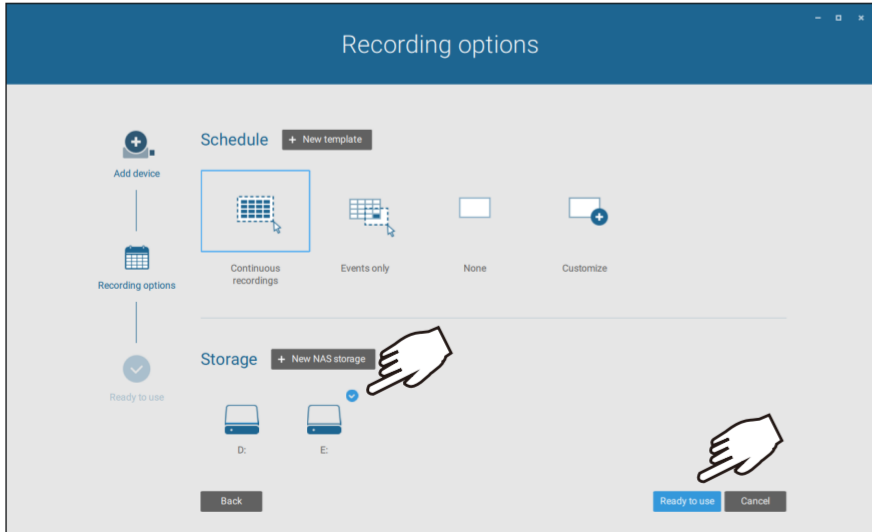 Recording options
Add device
Recording options
Ready to use
Schedule
+ New template
Continuous
recordings
Events only
None
Customize
Storage
+ New NAS storage
D:
E:
Back
Ready to use
Cancel